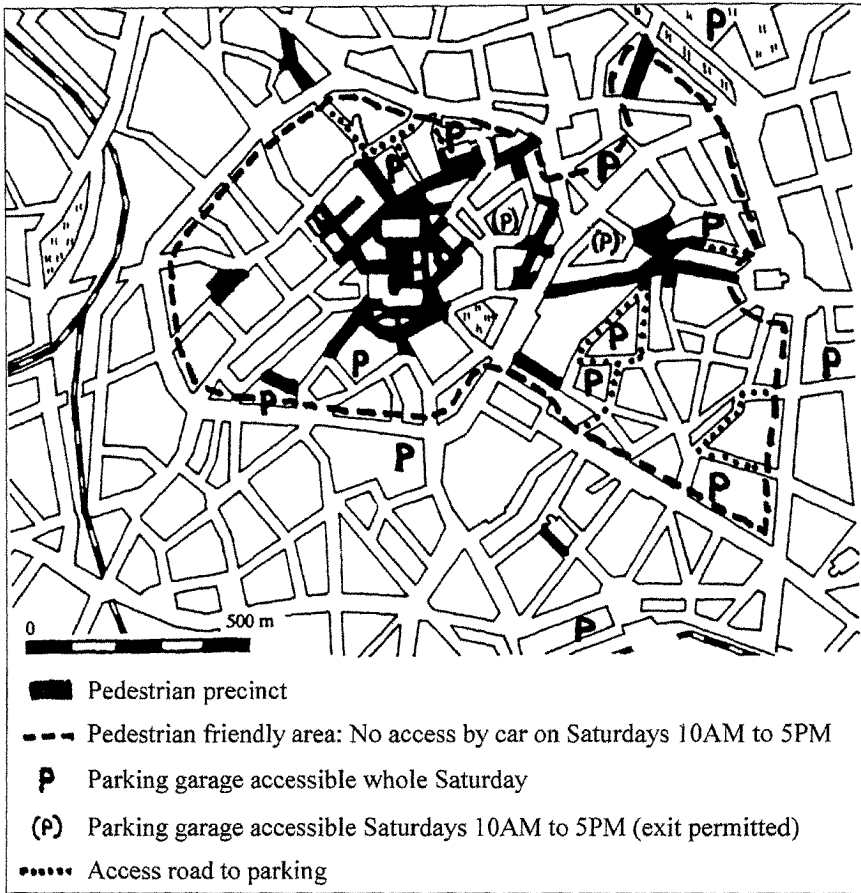 P
P
P
P
(P)
(P)
P
P
P
P
P
P
P
P
P
0 500 m
Pedestrian precinct
Pedestrian friendly area: No access by car on Saturdays 10AM to 5PM
P Parking garage accessible whole Saturday
(P) Parking garage accessible Saturdays 10AM to 5PM (exit permitted)
Access road to parking